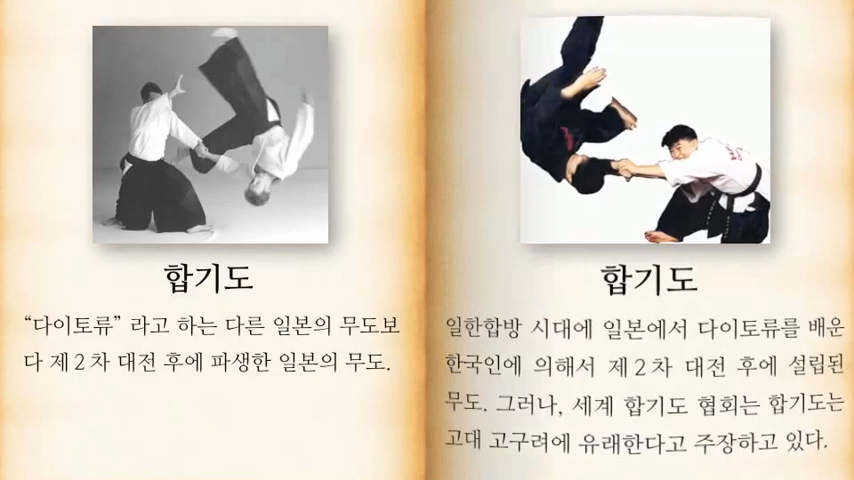 합기도
“다이토류” 라고 하는 다른 일본의 무도보
다 제2차 대전 후에 파생한 일본의 무도.
합기도
일한합방 시대에 일본에서 다이토류를 배운
한국인에 의해서 제2차 대전 후에 설립된
무도. 그러나, 세계 합기도 협회는 합기도는
고대 고구려에 유래한다고 주장하고 있다.